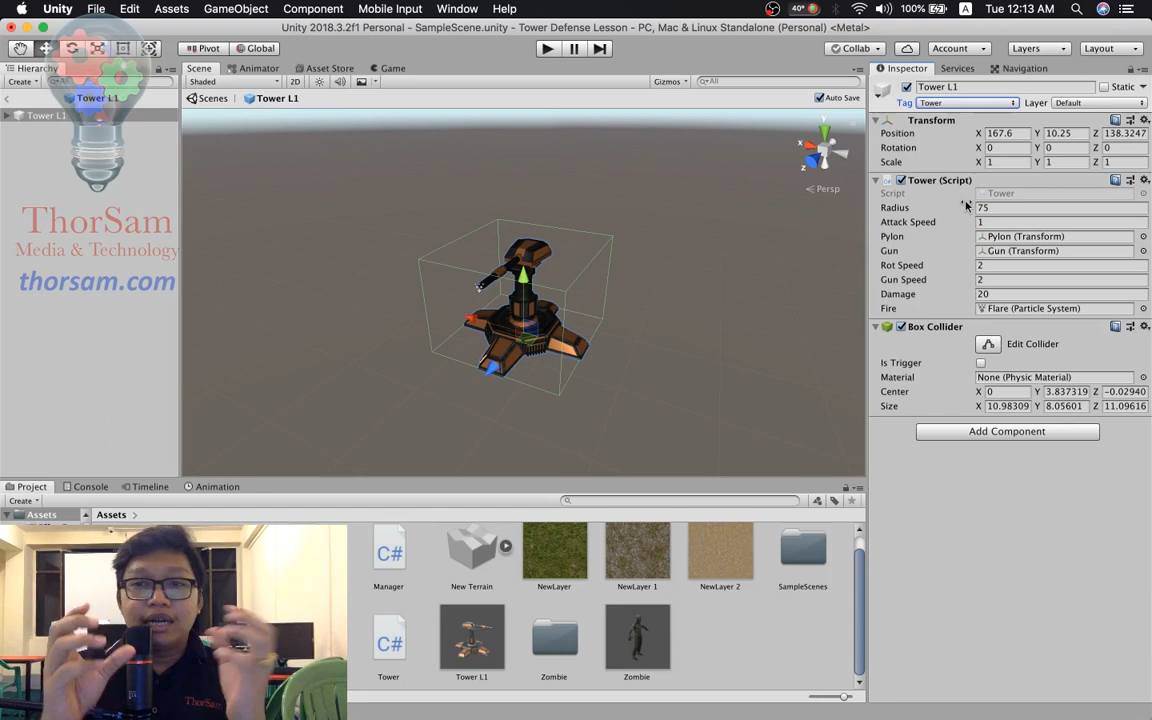 Unity File Edit Assets GameObject Component Mobile Input Window Help 40° 100% A Tue 12:13 AM
Unity 2018.3.2f1 Personal - SampleScene.unity - Tower Defense Lesson - PC, Mac & Linux Standalone (Personal) <Metal>
Pivot Global Collab Account Layers Layout
Hierarchy Scene Animator Asset Store Game Inspector Services Navigation
Create All Shaded 2D Gizmos All Tower L1 Static
Tower L1 Scenes Tower L1 Auto Save Tag Tower Layer Default
Tower L1
y
x
z
Persp
ThorSam
Media & Technology
thorsam.com
Transform
Position X 167.6 Y 10.25 Z 138.3247
Rotation X 0 Y 0 Z 0
Scale X 1 Y 1 Z 1
Tower (Script)
Script Tower
Radius 75
Attack Speed 1
Pylon Pylon (Transform)
Gun Gun (Transform)
Rot Speed 2
Gun Speed 2
Damage 20
Fire Flare (Particle System)
Box Collider
Edit Collider
Is Trigger
Material None (Physic Material)
Center X 0 Y 3.837319 Z -0.02940
Size X 10.98309 Y 8.05601 Z 11.09616
Add Component
Project Console Timeline Animation
Create
Assets Assets
C#
Manager New Terrain NewLayer NewLayer 1 NewLayer 2 SampleScenes
C#
Tower Tower L1 Zombie Zombie
ThorSam